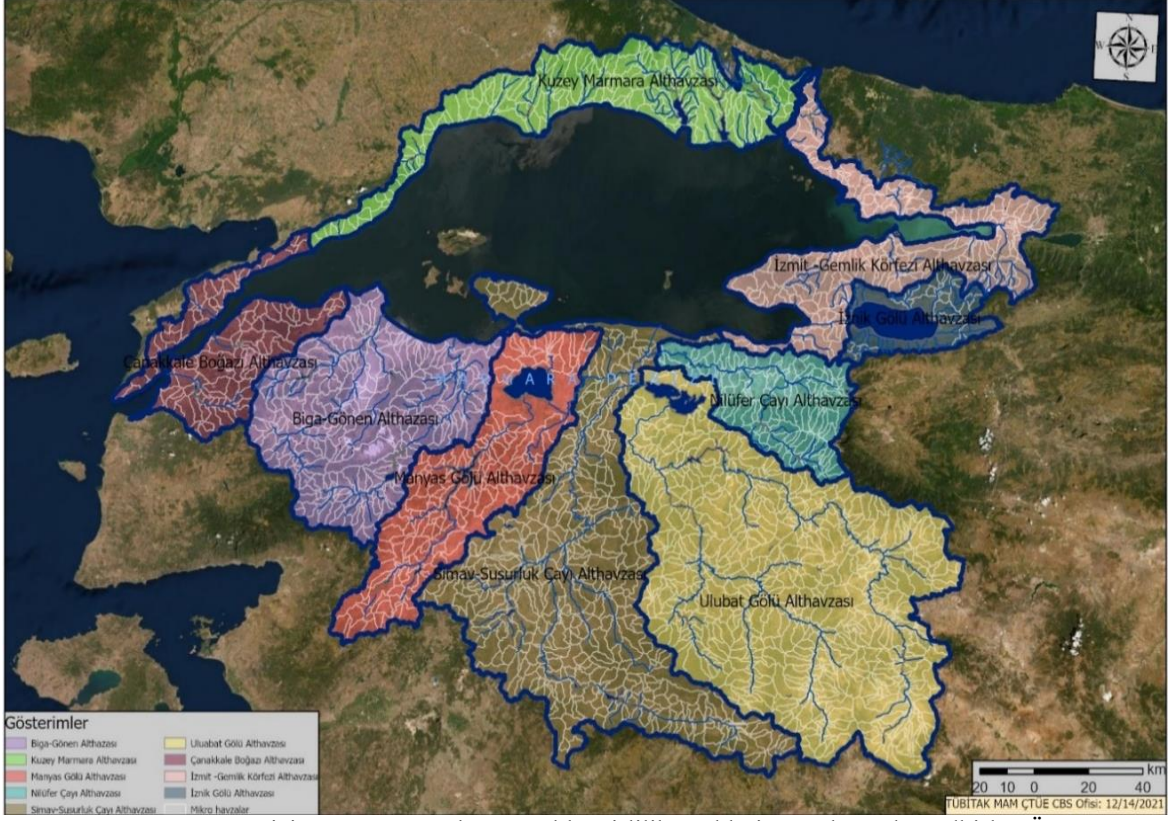 N
W
S
Kuzey Marmara Althavzası
İzmit -Gemlik Körfezi Althavzası
İznik Gölü Althavzası
Çanakkale Boğazı Althavzası
Nilüfer Çayı Althavzası
Biga-Gönen Althazası
Manyas Gölü Althavzası
Simav-Susurluk Çayı Althavzası
Ulubat Gölü Althavzası
Gösterimler
Biga-Gönen Althazası
Kuzey Marmara Althavzası
Manyas Gölü Althavzası
Nilüfer Çayı Althavzası
Simav-Susurluk Çayı Althavzası
Uluabat Gölü Althavzası
Çanakkale Boğazı Althavzası
İzmit -Gemlik Körfezi Althavzası
İznik Gölü Althavzası
Mikro havzalar
km
20 10 0 20 40
TÜBİTAK MAM ÇTÜE CBS Ofisi: 12/14/2021